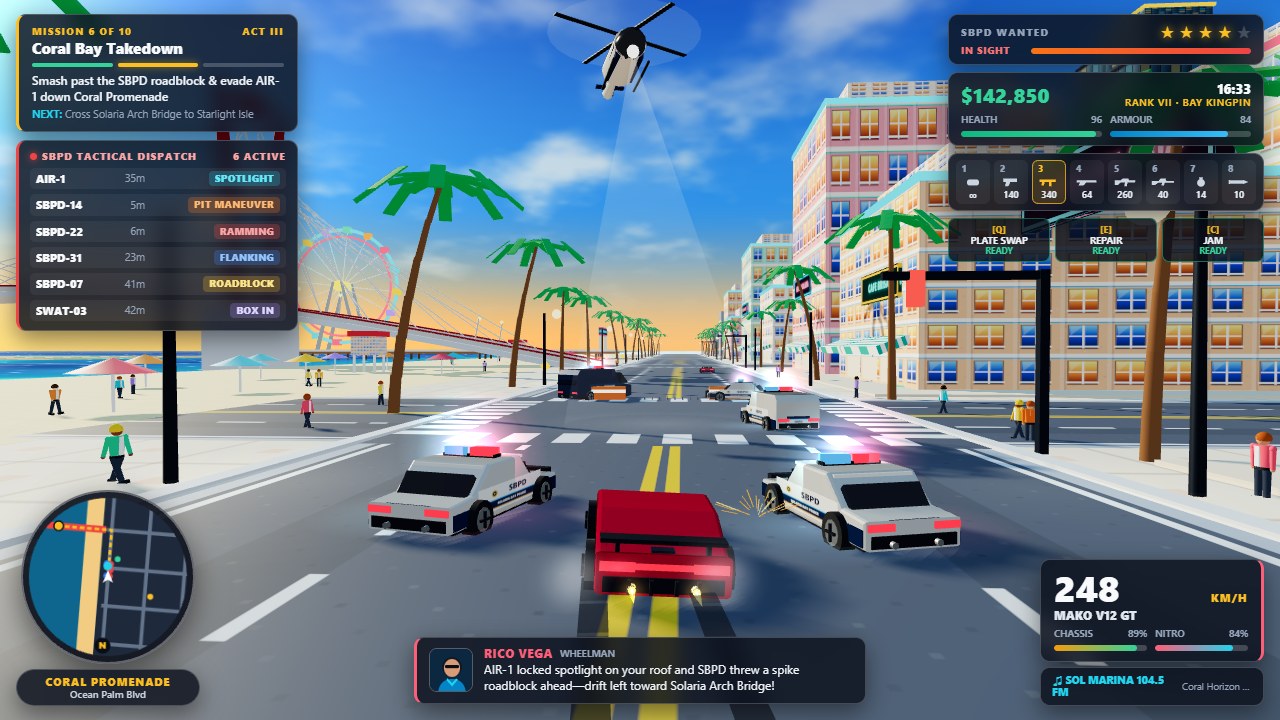 MISSION 6 OF 10 ACT III
Coral Bay Takedown
Smash past the SBPD roadblock & evade AIR-
1 down Coral Promenade
NEXT: Cross Solaria Arch Bridge to Starlight Isle
SBPD TACTICAL DISPATCH 6 ACTIVE
AIR-1 35m SPOTLIGHT
SBPD-14 5m PIT MANEUVER
SBPD-22 6m RAMMING
SBPD-31 23m FLANKING
SBPD-07 41m ROADBLOCK
SWAT-03 42m BOX IN
SBPD WANTED ★★★★★
IN SIGHT
$142,850 16:33
RANK VII · BAY KINGPIN
HEALTH 96 ARMOUR 84
1 2 3 4 5 6 7 8
∞ 140 340 64 260 40 14 10
[Q] [E] [C]
PLATE SWAP REPAIR JAM
READY READY READY
SBPD
SBPD
N
CORAL PROMENADE
Ocean Palm Blvd
RICO VEGA WHEELMAN
AIR-1 locked spotlight on your roof and SBPD threw a spike
roadblock ahead—drift left toward Solaria Arch Bridge!
248 KM/H
MAKO V12 GT
CHASSIS 89% NITRO 84%
♫ SOL MARINA 104.5
FM
Coral Horizon ...